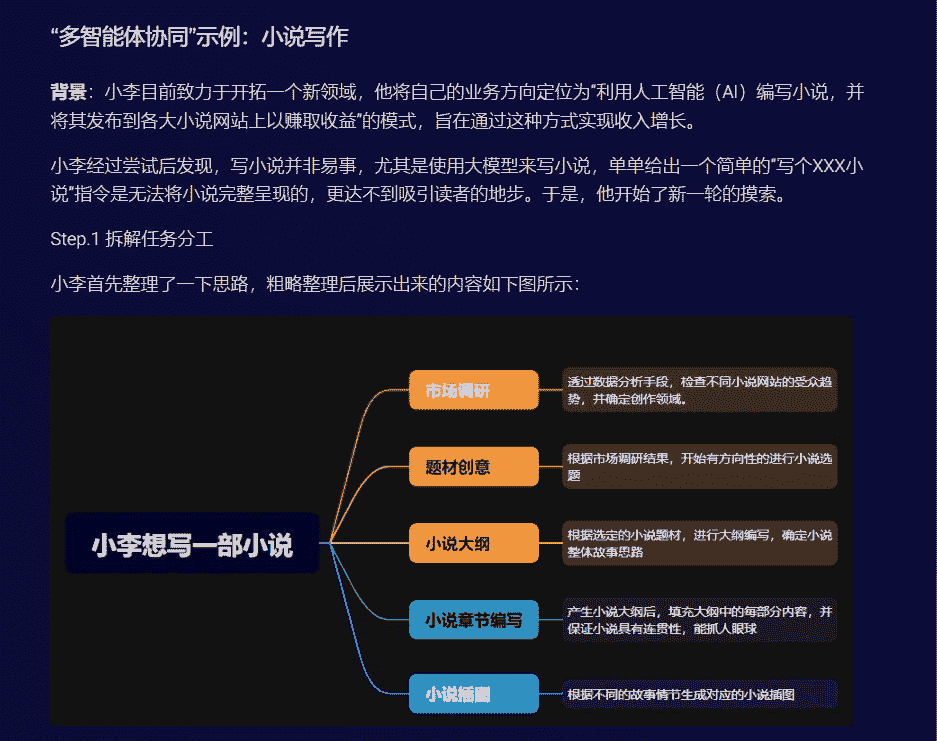 “多智能体协同”示例：小说写作
背景：小李目前致力于开拓一个新领域，他将自己的业务方向定位为“利用人工智能（AI）编写小说，并
将其发布到各大小说网站上以赚取收益”的模式，旨在通过这种方式实现收入增长。
小李经过尝试后发现，写小说并非易事，尤其是使用大模型来写小说，单单给出一个简单的“写个XXX小
说”指令是无法将小说完整呈现的，更达不到吸引读者的地步。于是，他开始了新一轮的摸索。
Step.1 拆解任务分工
小李首先整理了一下思路，粗略整理后展示出来的内容如下图所示：
小李想写一部小说
市场调研
透过数据分析手段，检查不同小说网站的受众趋
势，并确定创作领域。
题材创意
根据市场调研结果，开始有方向性的进行小说选
题
小说大纲
根据选定的小说题材，进行大纲编写，确定小说
整体故事思路
小说章节编写
产生小说大纲后，填充大纲中的每部分内容，并
保证小说具有连贯性，能抓人眼球
小说插图
根据不同的故事情节生成对应的小说插图